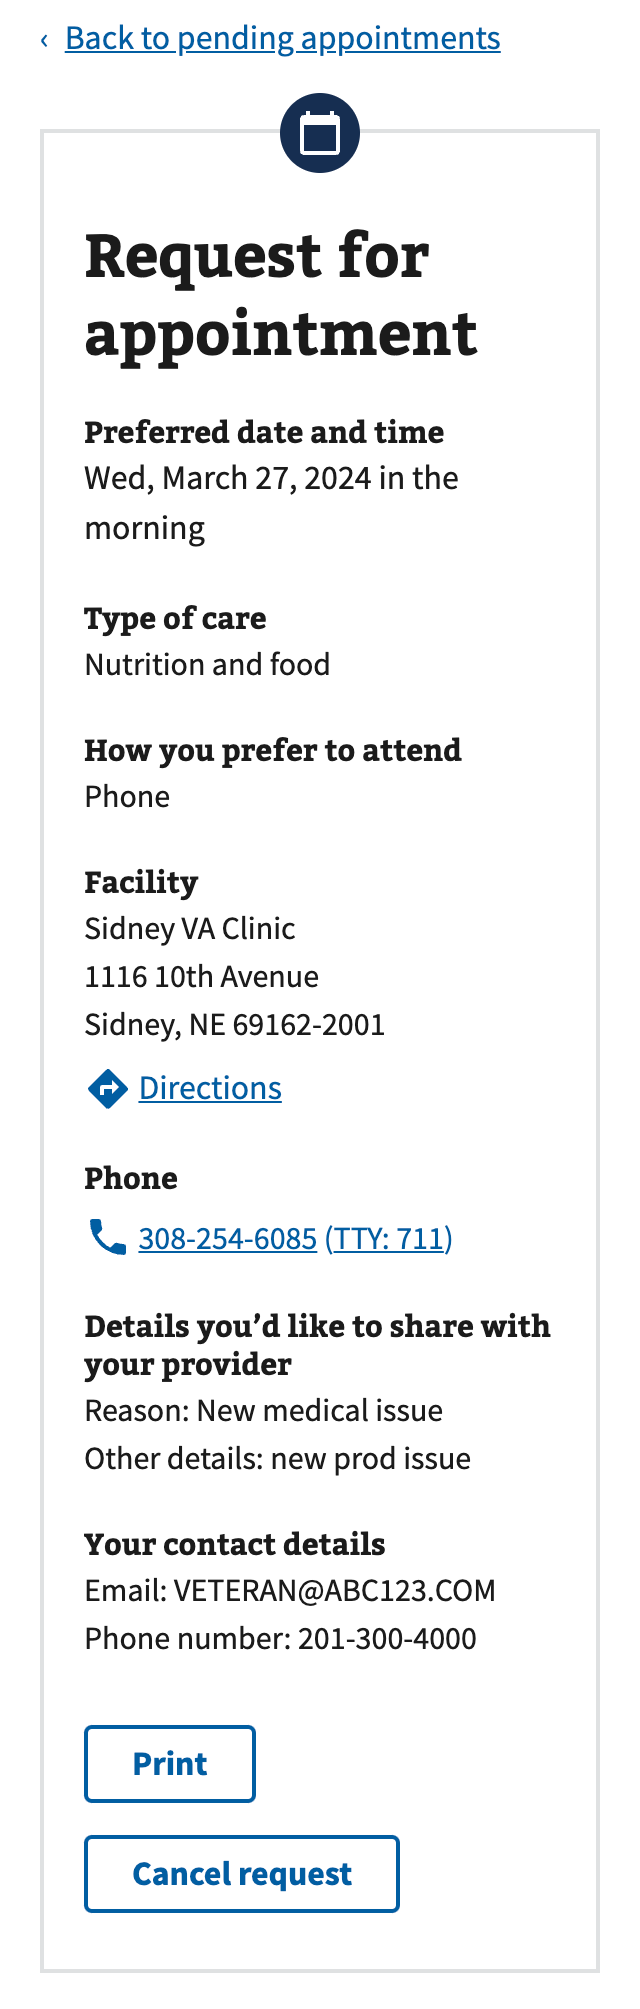 ‹ Back to pending appointments
Request for
appointment
Preferred date and time
Wed, March 27, 2024 in the
morning
Type of care
Nutrition and food
How you prefer to attend
Phone
Facility
Sidney VA Clinic
1116 10th Avenue
Sidney, NE 69162-2001
Directions
Phone
308-254-6085 (TTY: 711)
Details you’d like to share with
your provider
Reason: New medical issue
Other details: new prod issue
Your contact details
Email: VETERAN@ABC123.COM
Phone number: 201-300-4000
Print
Cancel request